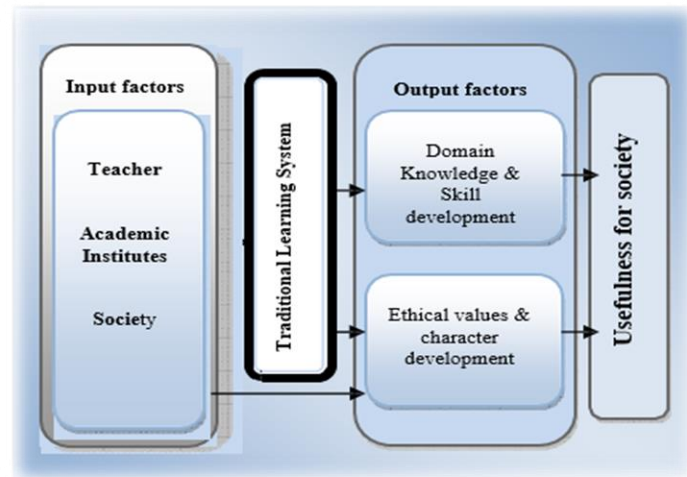 Input factors
Teacher
Academic
Institutes
Society
Traditional Learning System
Output factors
Domain
Knowledge &
Skill
development
Ethical values &
character
development
Usefulness for society